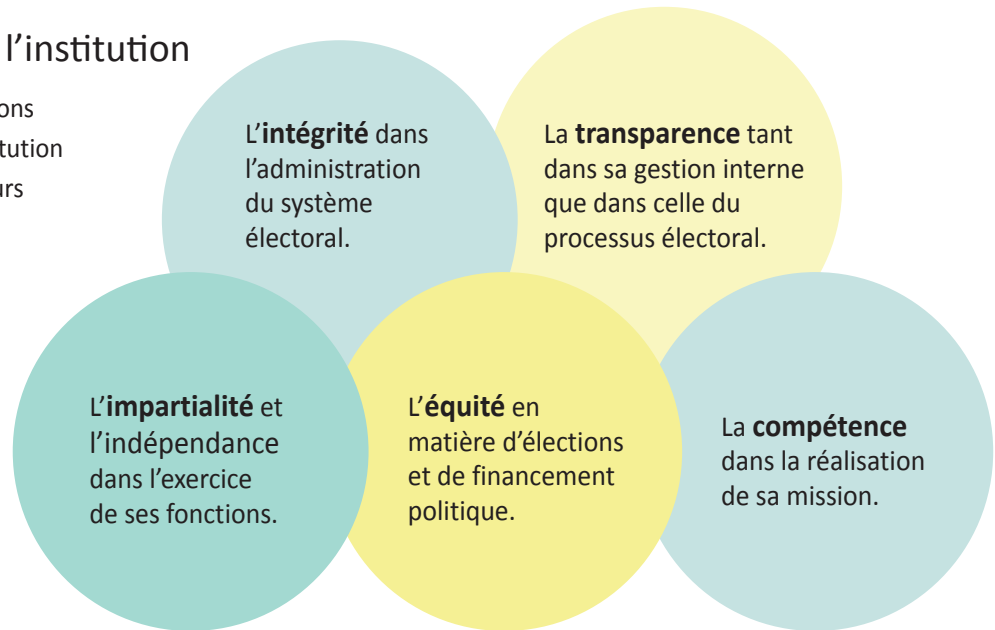 l’institution
ons
tution
urs
L’intégrité dans
l’administration
du système
électoral.
La transparence tant
dans sa gestion interne
que dans celle du
processus électoral.
L’impartialité et
l’indépendance
dans l’exercice
de ses fonctions.
L’équité en
matière d’élections
et de financement
politique.
La compétence
dans la réalisation
de sa mission.